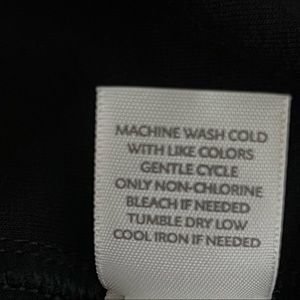 MACHINE WASH COLD
WITH LIKE COLORS
GENTLE CYCLE
ONLY NON-CHLORINE
BLEACH IF NEEDED
TUMBLE DRY LOW
COOL IRON IF NEEDED